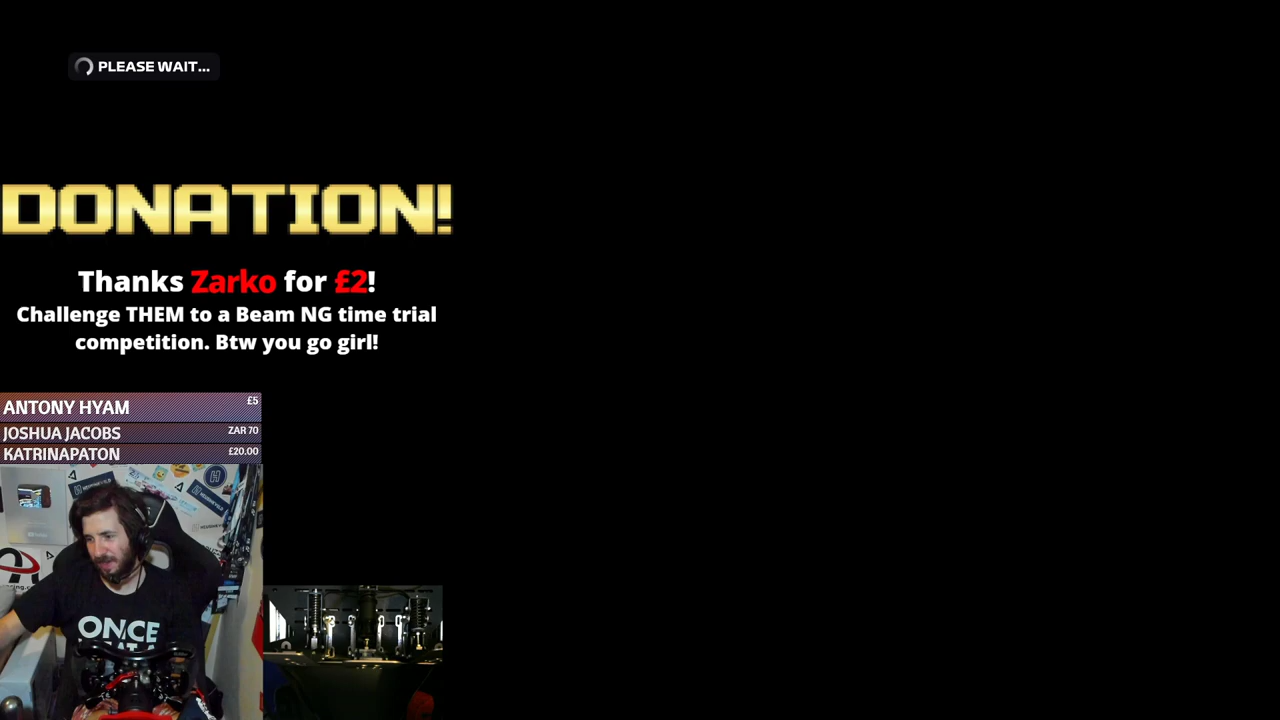 PLEASE WAIT...
DONATION!
Thanks Zarko for £2!
Challenge THEM to a Beam NG time trial
competition. Btw you go girl!
ANTONY HYAM £5
JOSHUA JACOBS ZAR 70
KATRINAPATON £20.00
ONCE